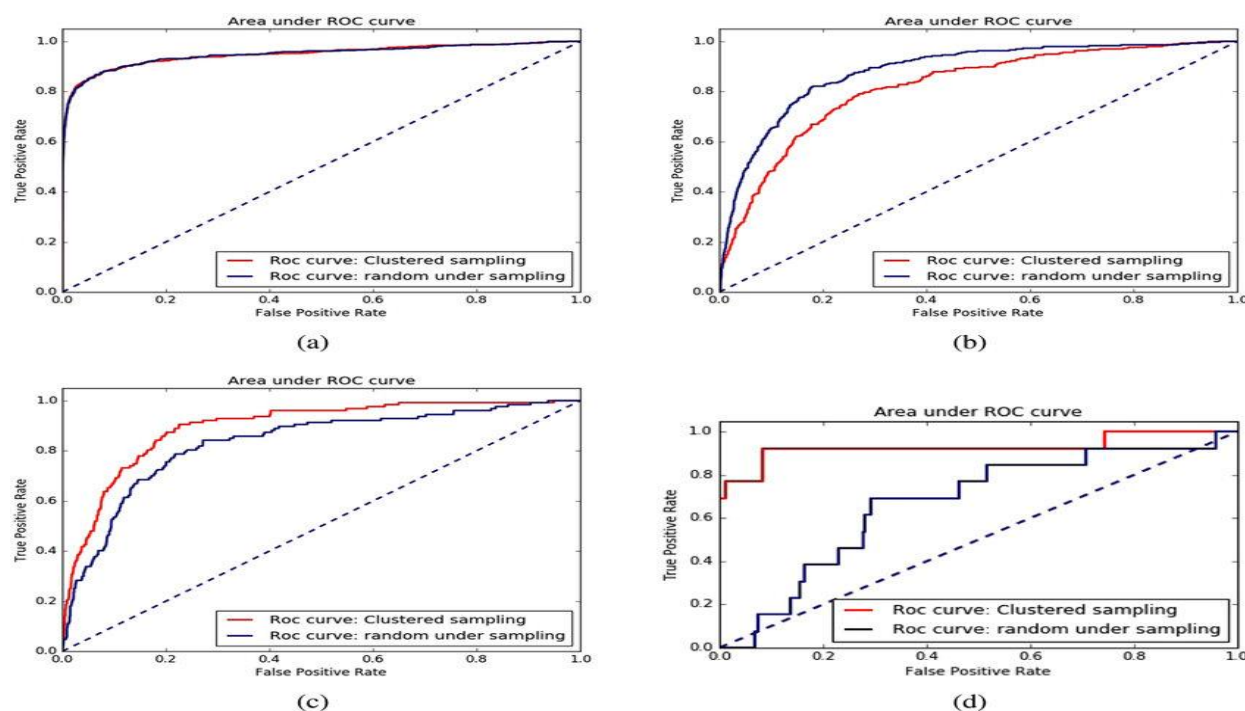 Area under ROC curve
1.0
0.8
0.6
0.4
0.2
0.0
True Positive Rate
Roc curve: Clustered sampling
Roc curve: random under sampling
0.0 0.2 0.4 0.6 0.8 1.0
False Positive Rate
(a)
Area under ROC curve
1.0
0.8
0.6
0.4
0.2
0.0
True Positive Rate
Roc curve: Clustered sampling
Roc curve: random under sampling
0.0 0.2 0.4 0.6 0.8 1.0
False Positive Rate
(b)
Area under ROC curve
1.0
0.8
0.6
0.4
0.2
0.0
True Positive Rate
Roc curve: Clustered sampling
Roc curve: random under sampling
0.0 0.2 0.4 0.6 0.8 1.0
False Positive Rate
(c)
Area under ROC curve
1.0
0.8
0.6
0.4
0.2
0.0
True Positive Rate
Roc curve: Clustered sampling
Roc curve: random under sampling
0.0 0.2 0.4 0.6 0.8 1.0
False Positive Rate
(d)